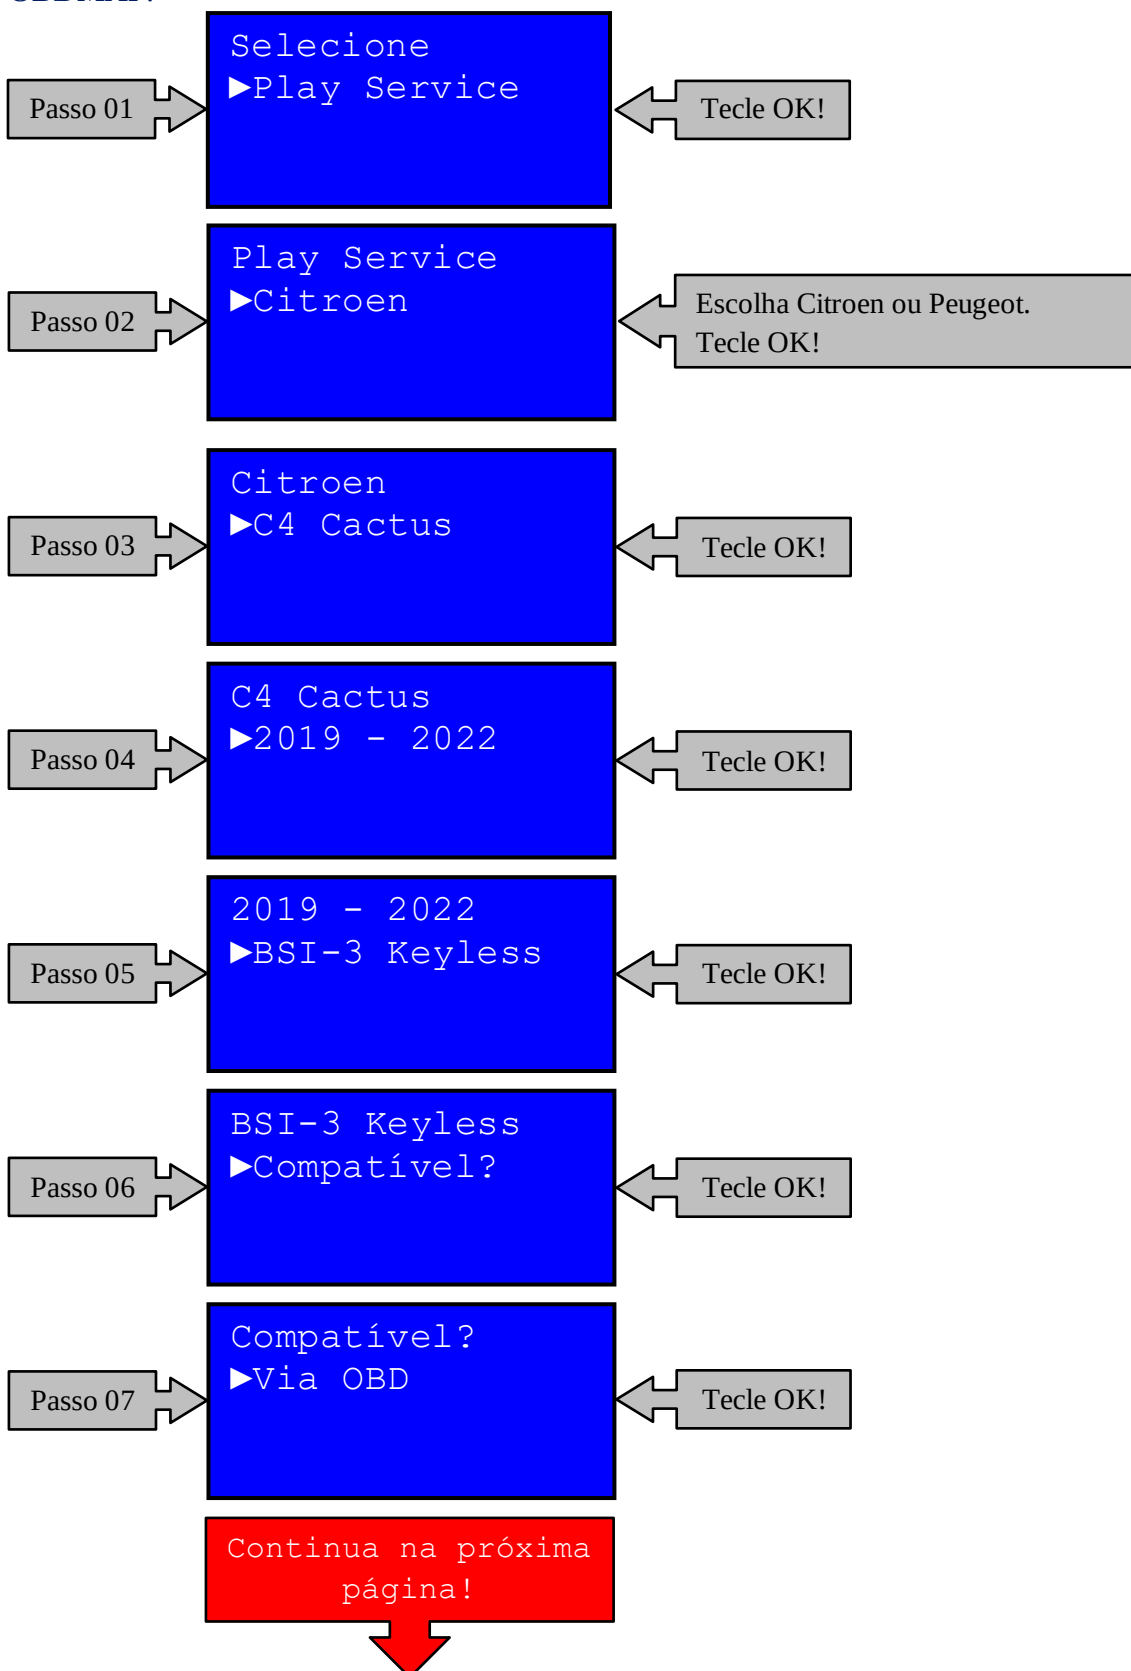 Selecione
►Play Service
Passo 01
Tecle OK!
Play Service
►Citroen
Passo 02
Escolha Citroen ou Peugeot.
Tecle OK!
Citroen
►C4 Cactus
Passo 03
Tecle OK!
C4 Cactus
►2019 - 2022
Passo 04
Tecle OK!
2019 - 2022
►BSI-3 Keyless
Passo 05
Tecle OK!
BSI-3 Keyless
►Compatível?
Passo 06
Tecle OK!
Compatível?
►Via OBD
Passo 07
Tecle OK!
Continua na próxima
página!